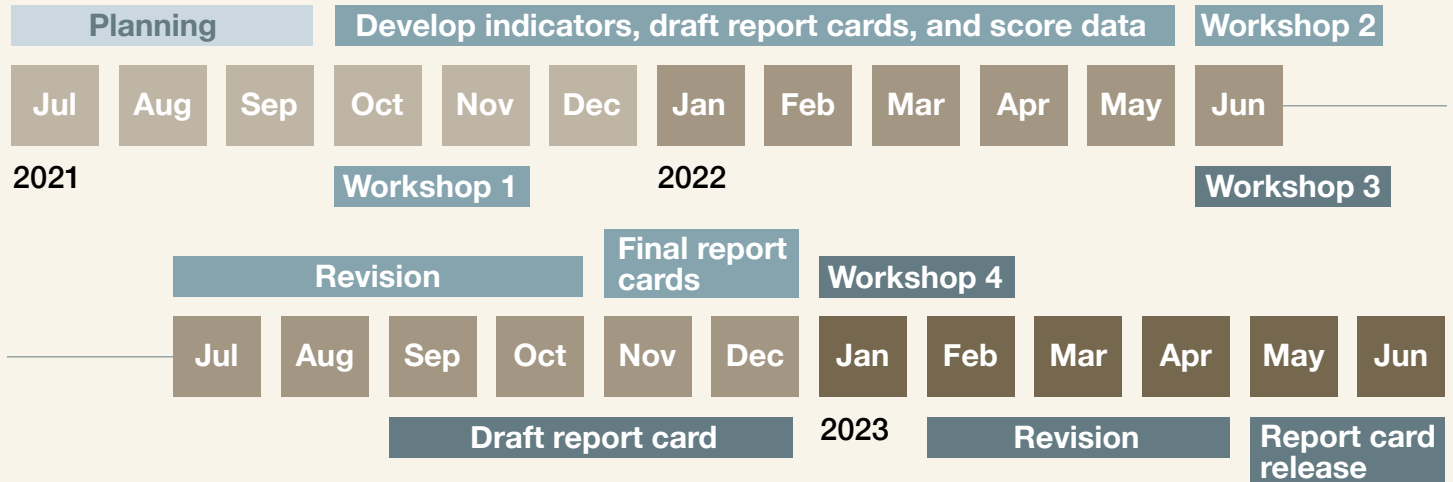 Planning
Develop indicators, draft report cards, and score data
Workshop 2
Jul Aug Sep Oct Nov Dec Jan Feb Mar Apr May Jun
2021
Workshop 1
2022
Workshop 3
Revision
Final report
cards
Workshop 4
Jul Aug Sep Oct Nov Dec Jan Feb Mar Apr May Jun
Draft report card
2023
Revision
Report card
release